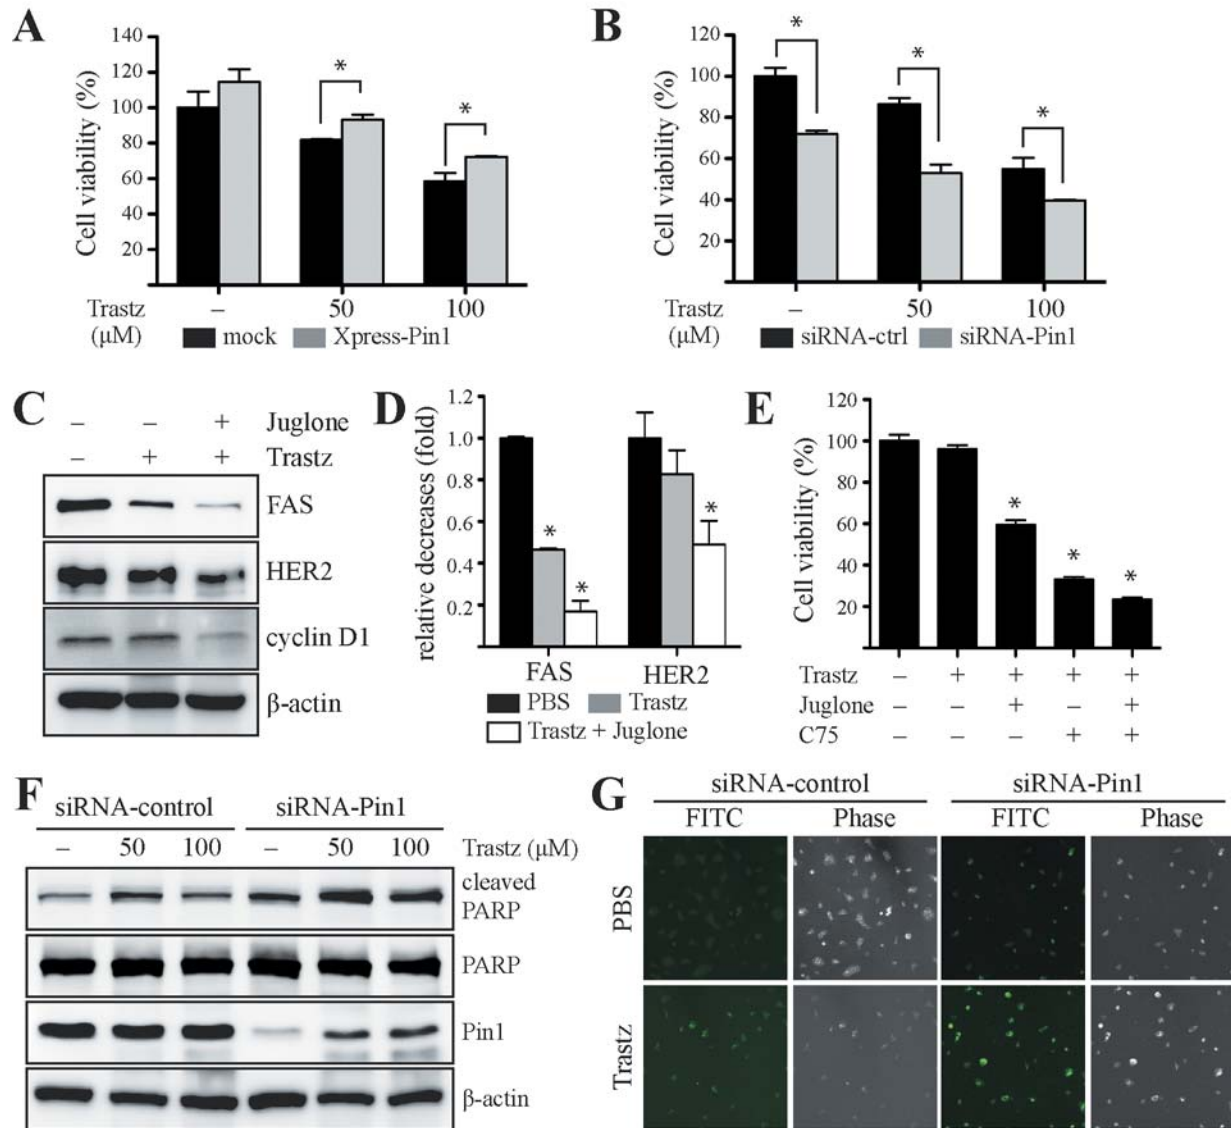 A
140
120
100
80
60
40
20
Cell viability (%)
Trastz
(μM)
– 50 100
mock Xpress-Pin1
*
*
B
120
100
80
60
40
20
Cell viability (%)
Trastz
(μM)
– 50 100
siRNA-ctrl siRNA-Pin1
*
*
*
C
– – + Juglone
– + + Trastz
FAS
HER2
cyclin D1
β-actin
D
1.2
1.0
0.8
0.6
0.4
0.2
relative decreases (fold)
*
*
*
FAS HER2
PBS Trastz
Trastz + Juglone
E
120
100
80
60
40
20
Cell viability (%)
*
*
*
Trastz – + + + +
Juglone – – + – +
C75 – – – + +
F
siRNA-control siRNA-Pin1
– 50 100 – 50 100 Trastz (μM)
cleaved
PARP
PARP
Pin1
β-actin
G
siRNA-control siRNA-Pin1
FITC Phase FITC Phase
PBS
Trastz